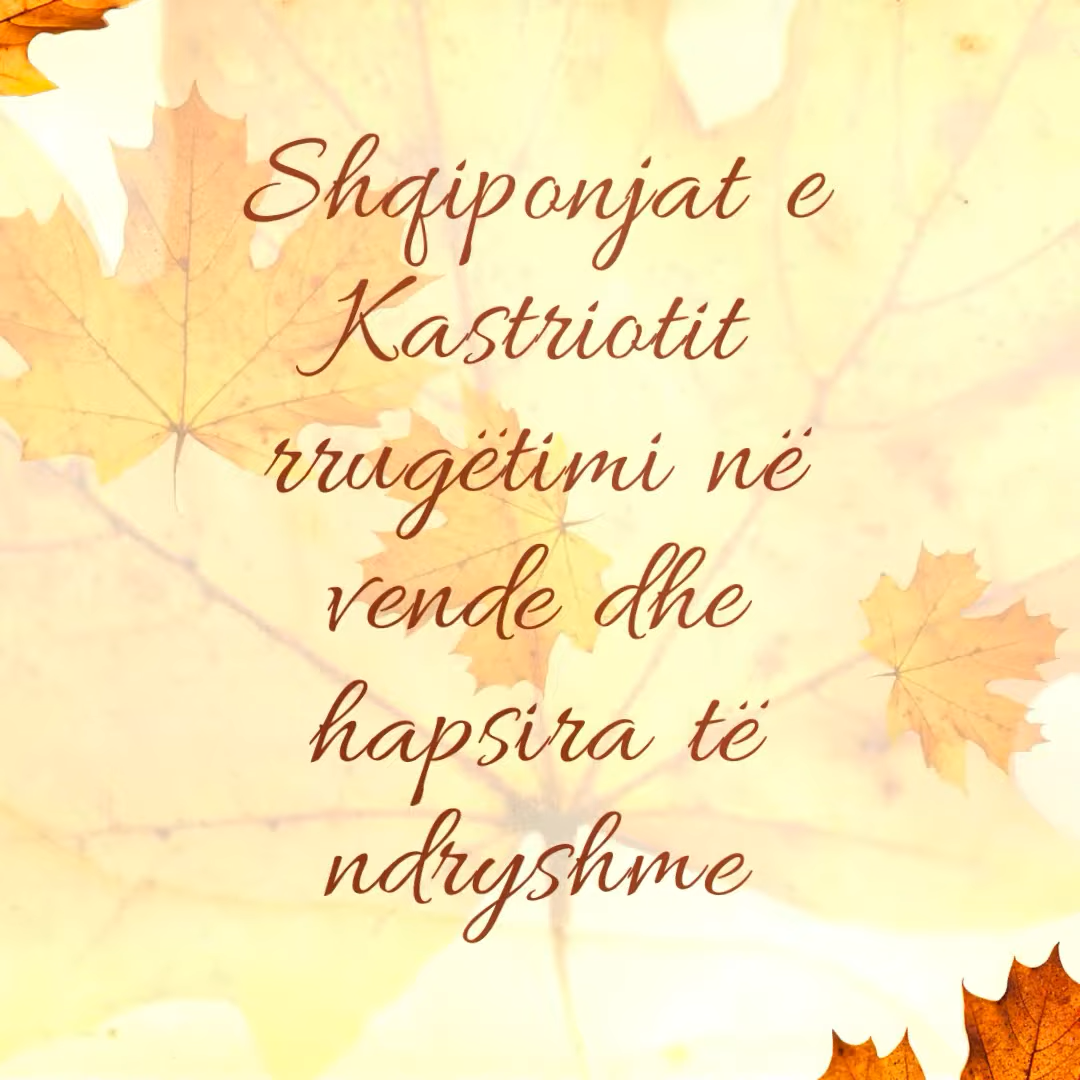 Shqiponjat e
Kastriotit
rrugëtimi në
vende dhe
hapsira të
ndryshme